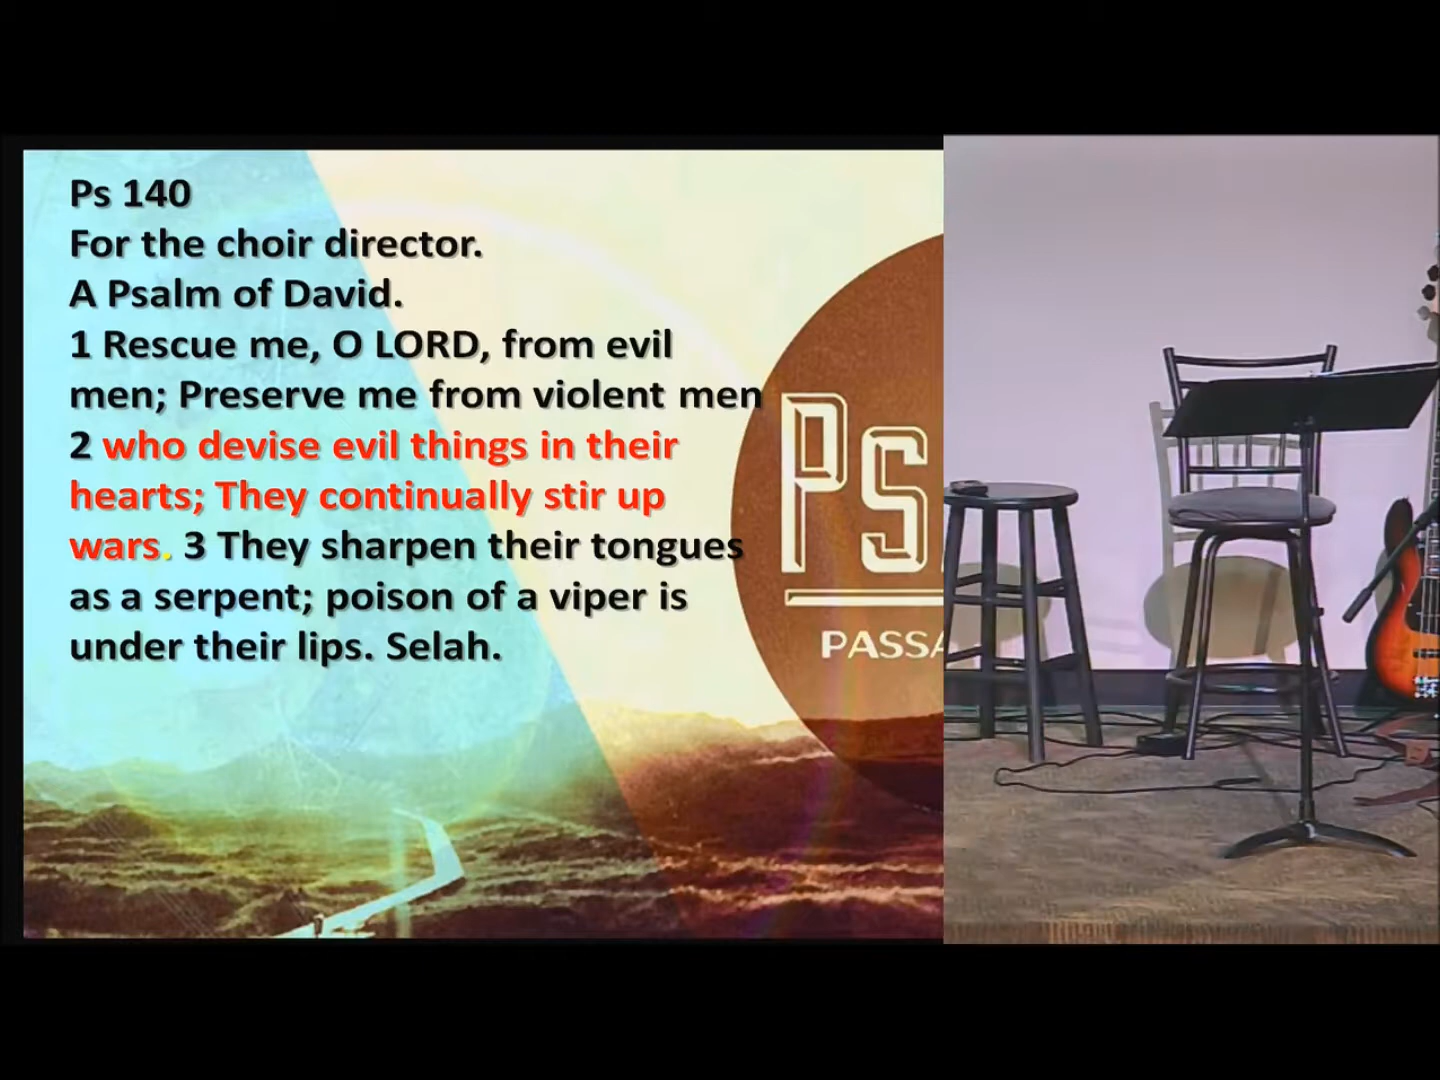 Ps 140
For the choir director.
A Psalm of David.
1 Rescue me, O LORD, from evil
men; Preserve me from violent men
2 who devise evil things in their
hearts; They continually stir up
wars. 3 They sharpen their tongues
as a serpent; poison of a viper is
under their lips. Selah.
Ps
PASSA